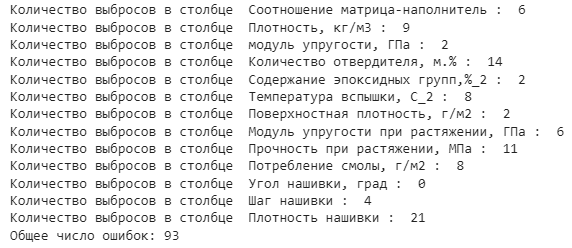 Количество выбросов в столбце  Соотношение матрица-наполнитель :  6
Количество выбросов в столбце  Плотность, кг/м3 :  9
Количество выбросов в столбце  модуль упругости, ГПа :  2
Количество выбросов в столбце  Количество отвердителя, м.% :  14
Количество выбросов в столбце  Содержание эпоксидных групп,%_2 :  2
Количество выбросов в столбце  Температура вспышки, С_2 :  8
Количество выбросов в столбце  Поверхностная плотность, г/м2 :  2
Количество выбросов в столбце  Модуль упругости при растяжении, ГПа :  6
Количество выбросов в столбце  Прочность при растяжении, МПа :  11
Количество выбросов в столбце  Потребление смолы, г/м2 :  8
Количество выбросов в столбце  Угол нашивки, град :  0
Количество выбросов в столбце  Шаг нашивки :  4
Количество выбросов в столбце  Плотность нашивки :  21
Общее число ошибок: 93